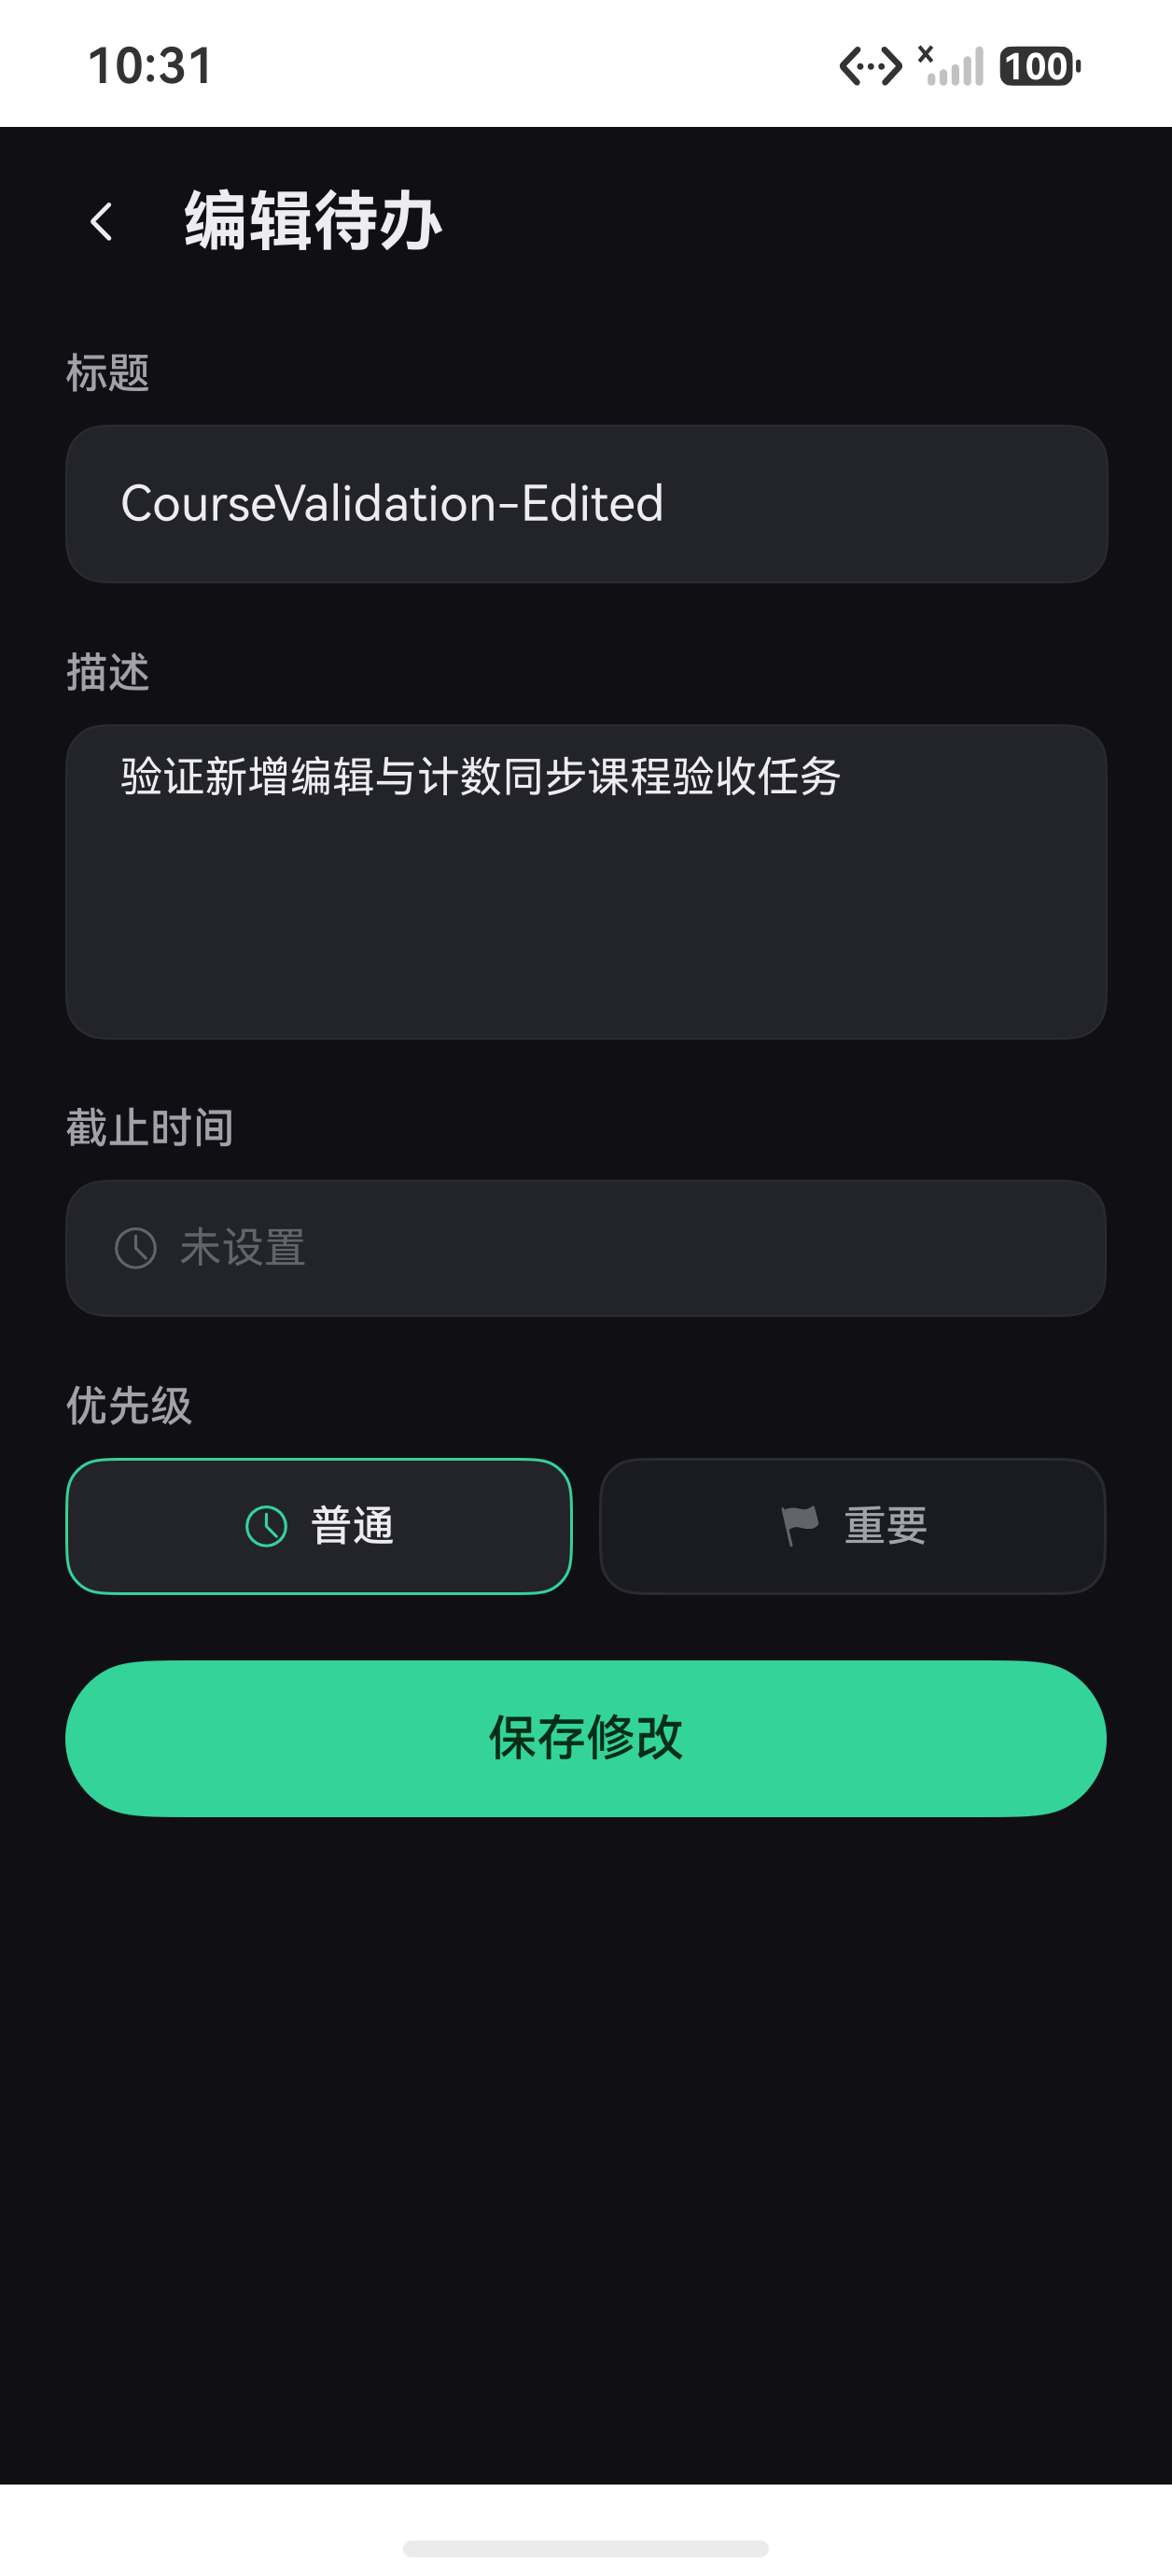 10:31
100
编辑待办
标题
CourseValidation-Edited
描述
验证新增编辑与计数同步课程验收任务
截止时间
未设置
优先级
普通
重要
保存修改